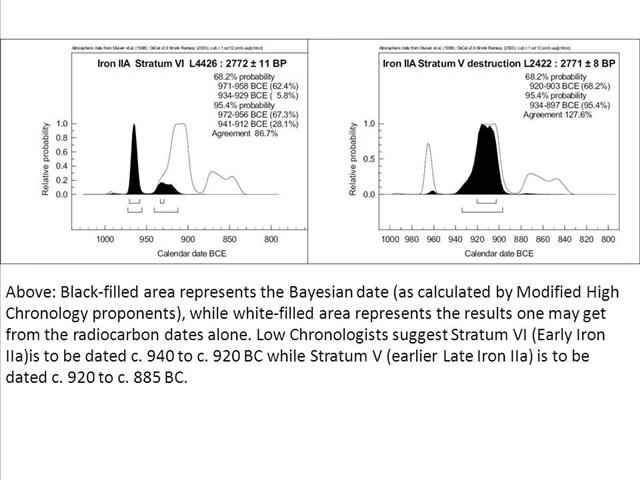 Atmospheric data from Stuiver et al. (1998); OxCal v3.9 Bronk Ramsey (2003); cub r:1 sd:12 prob usp[chron]
Iron IIA Stratum VI L4426 : 2772 ± 11 BP
68.2% probability
971-958 BCE (62.4%)
934-929 BCE ( 5.8%)
95.4% probability
972-956 BCE (67.3%)
941-912 BCE (28.1%)
Agreement 86.7%
Relative probability
1.0
0.8
0.6
0.4
0.2
0.0
1000 950 900 850 800
Calendar date BCE
Atmospheric data from Stuiver et al. (1998); OxCal v3.9 Bronk Ramsey (2003); cub r:1 sd:12 prob usp[chron]
Iron IIA Stratum V destruction L2422 : 2771 ± 8 BP
68.2% probability
920-903 BCE (68.2%)
95.4% probability
934-897 BCE (95.4%)
Agreement 127.6%
Relative probability
1.0
0.5
0.0
1000 980 960 940 920 900 880 860 840 820 800
Calendar date BCE
Above: Black-filled area represents the Bayesian date (as calculated by Modified High
Chronology proponents), while white-filled area represents the results one may get
from the radiocarbon dates alone. Low Chronologists suggest Stratum VI (Early Iron
IIa)is to be dated c. 940 to c. 920 BC while Stratum V (earlier Late Iron IIa) is to be
dated c. 920 to c. 885 BC.